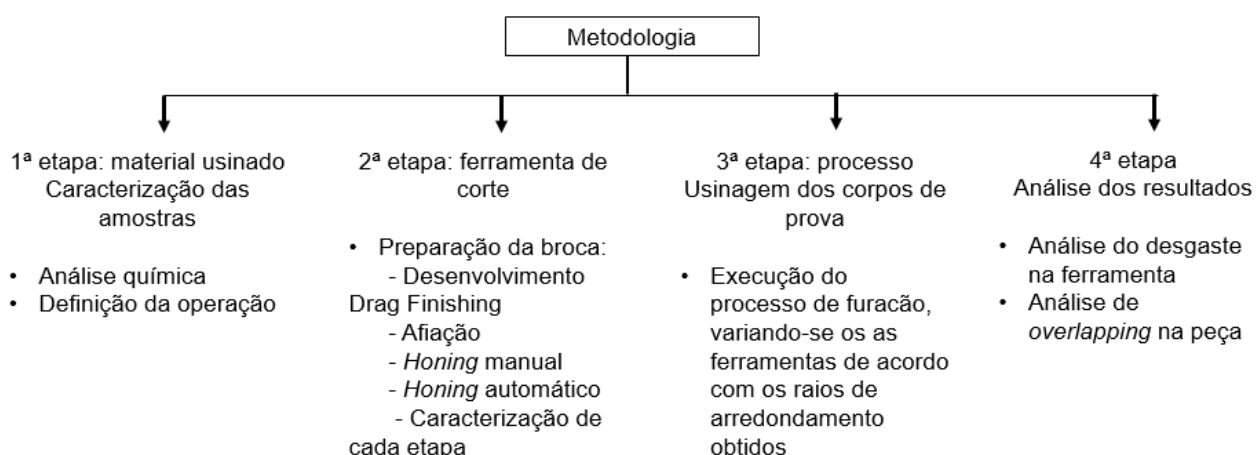 Metodologia
1ª etapa: material usinado
Caracterização das
amostras
• Análise química
• Definição da operação
2ª etapa: ferramenta de
corte
• Preparação da broca:
- Desenvolvimento
Drag Finishing
- Afiação
- Honing manual
- Honing automático
- Caracterização de
cada etapa
3ª etapa: processo
Usinagem dos corpos de
prova
• Execução do
processo de furacão,
variando-se os as
ferramentas de acordo
com os raios de
arredondamento
obtidos
4ª etapa
Análise dos resultados
• Análise do desgaste
na ferramenta
• Análise de
overlapping na peça